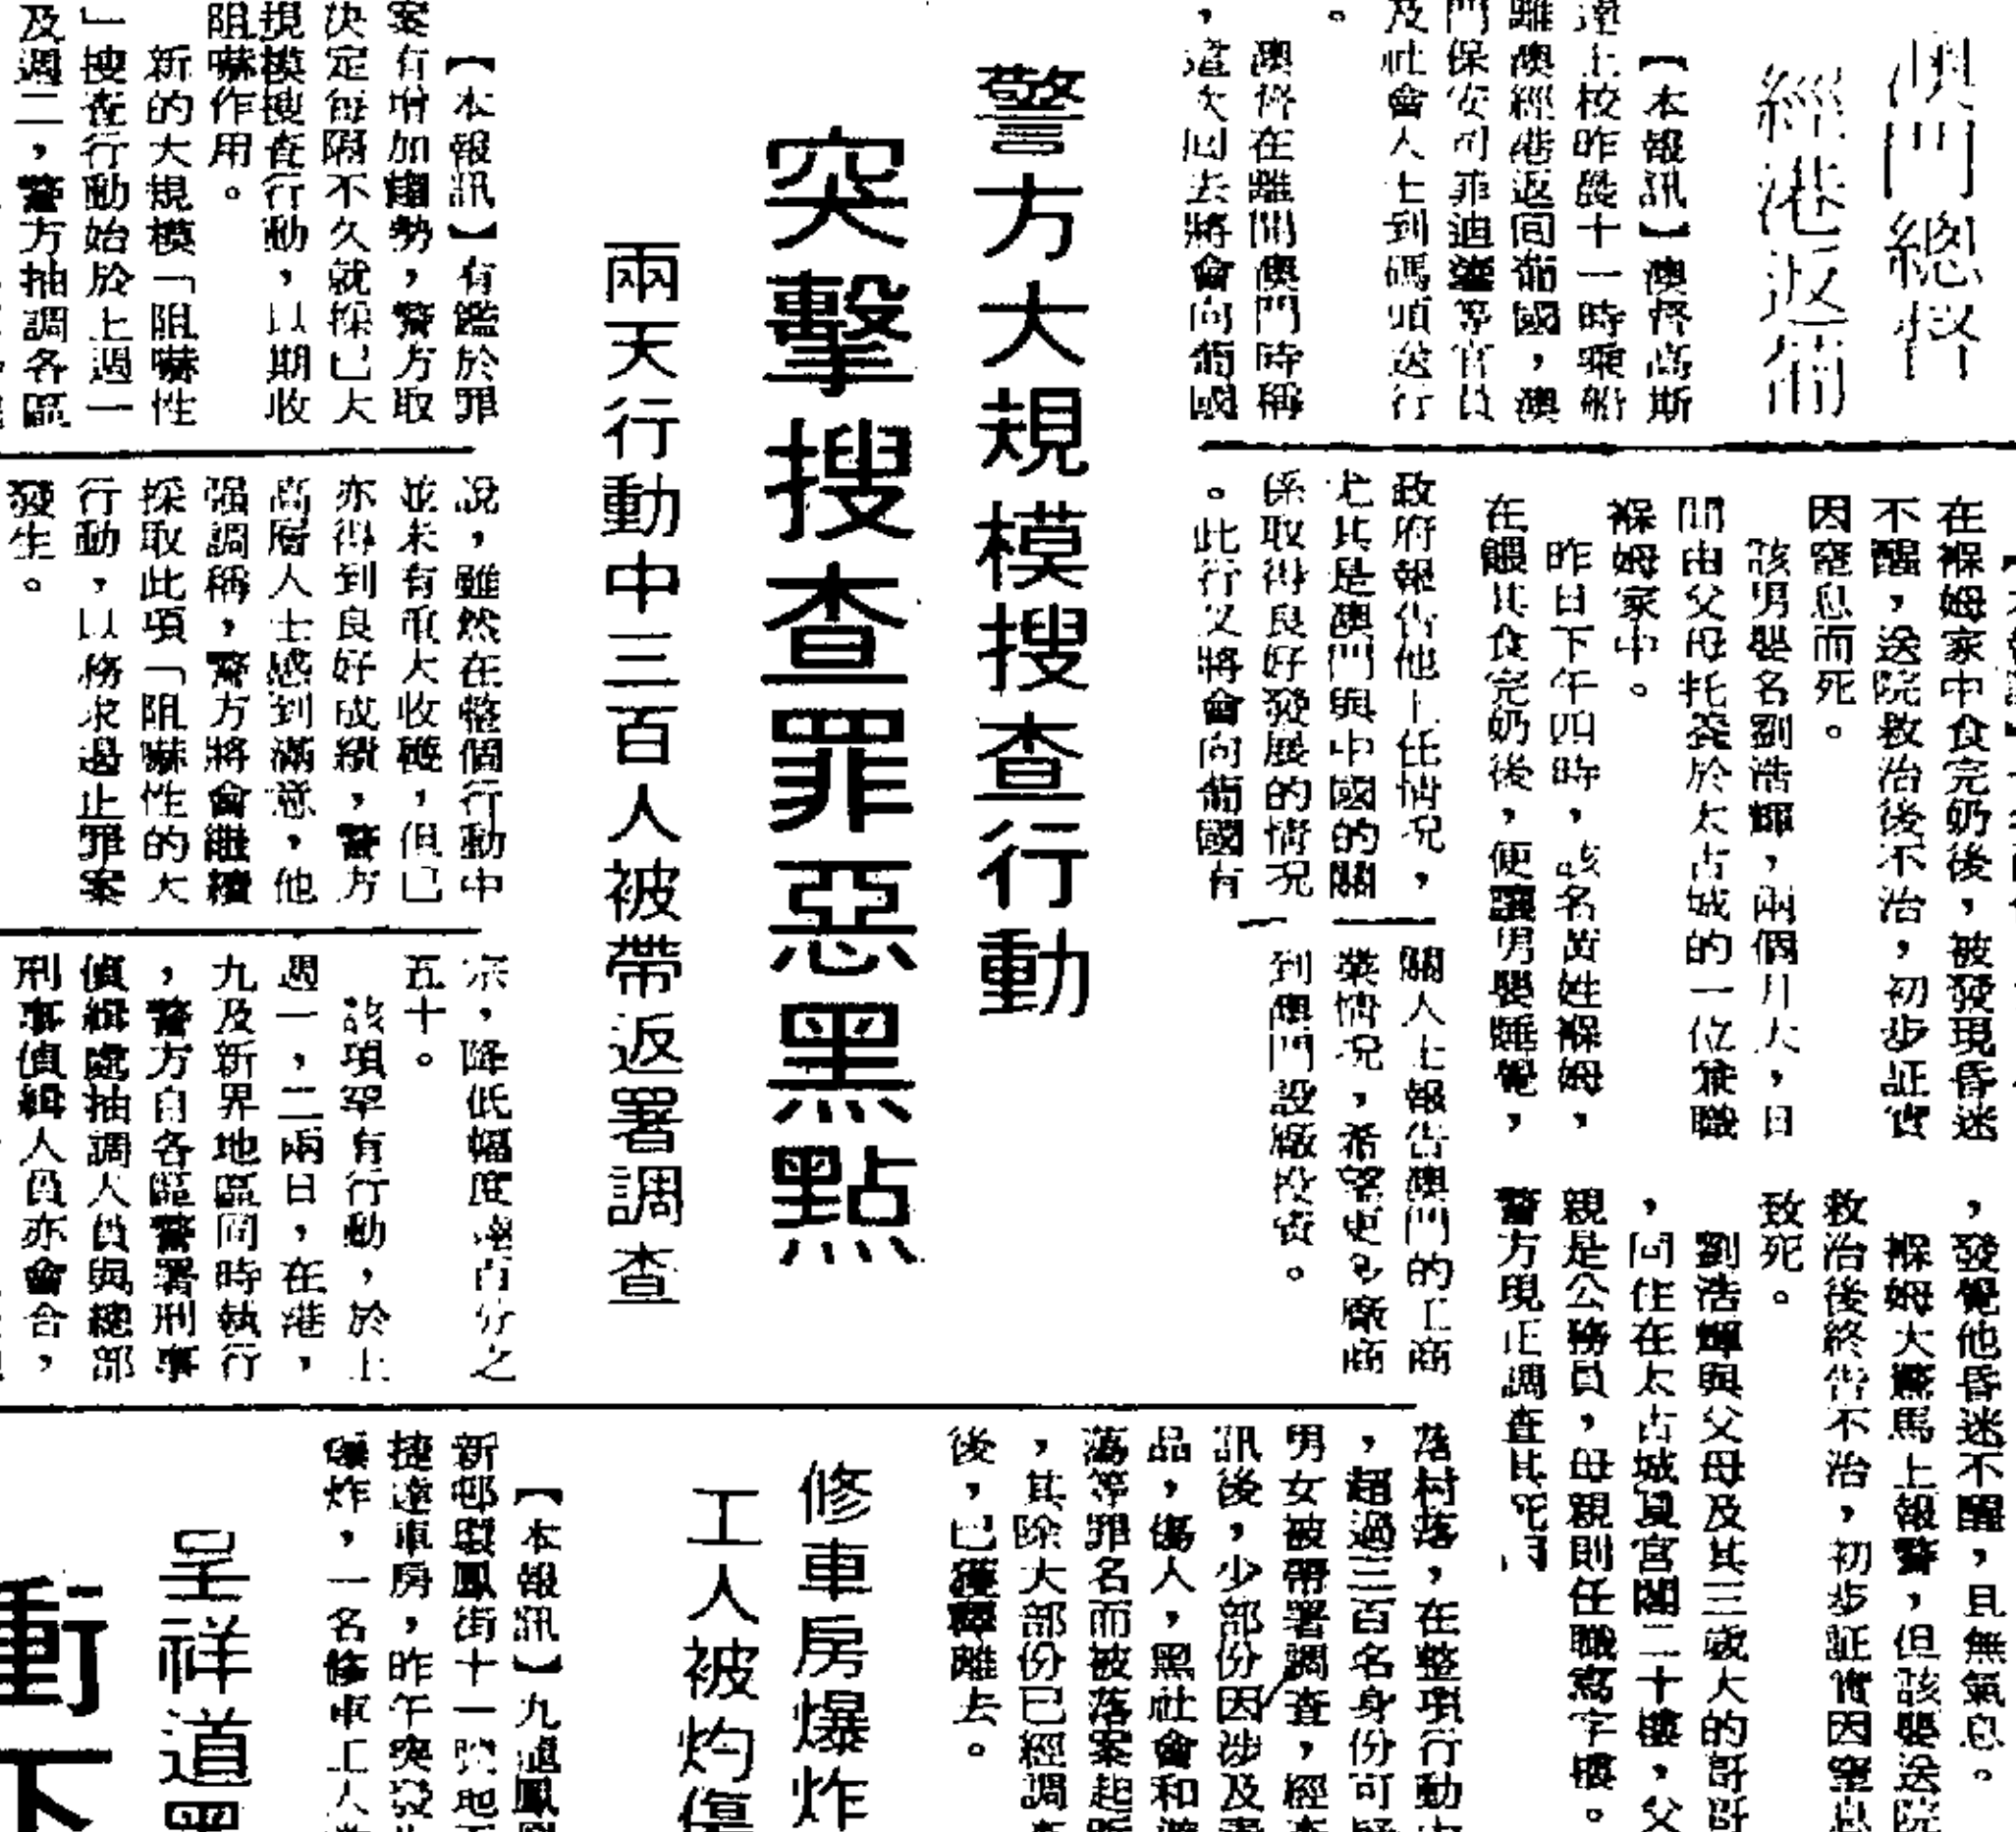 澳門總督
經港返葡
【本報訊】澳督高斯
達上校昨晨十一時乘船
離澳經港返回葡國，澳
門保安司菲迪 等官員
及社會人士到碼頭送行
。
澳督在離開澳門時稱
，這次回去將會向葡國
政府報告他上任情况，
尤其是澳門與中國的關
係取得良好發展的情况
。此行又將會向葡國有
關人士報告澳門的工商
業情况，希望更多廠商
到澳門設廠投資。
在褓姆家中食完奶後，被發現昏迷
不醒，送院救治後不治，初步証實
因窒息而死。
該男嬰名劉浩輝，兩個月大，日
間由父母托養於太古城的一位兼職
褓姆家中。
昨日下午四時，該名黃姓褓姆，
在餵其食完奶後，便讓男嬰睡覺，
，發覺他昏迷不醒，且無氣息。
褓姆大驚馬上報警，但該嬰送院
救治後終告不治，初步証實因窒息
致死。
劉浩輝與父母及其三歲大的哥哥
，同住在太古城夏宮閣二十樓，父
親是公務員，母親則任職寫字樓。
警方現正調查其死因
警方大規模搜查行動
突擊搜查罪惡黑點
兩天行動中三百人被帶返署調查
【本報訊】有鑑於罪
案有增加趨勢，警方取
決定每隔不久就採已大
規模搜查行動，以期收
阻嚇作用。
新的大規模「阻嚇性
」搜查行動始於上週一
及週二，警方抽調各區
說，雖然在整個行動中
並未有重大收穫，但已
亦得到良好成績，警方
高層人士感到滿意，他
强調稱，警方將會繼續
採取此項「阻嚇性的大
行動，以務求遏止罪案
發生。
宗，降低幅度達百分之
五十。
該項罕有行動，於上
週一，二兩日，在港，
九及新界地區同時執行
，警方自各區警署刑事
偵緝處抽調人員與總部
刑事偵緝人員亦會合，
落村落，在整項行動中
，超過三百名身份可疑
男女被帶署調查，經查
訊後，少部份因涉及毒
品，傷人，黑社會和遊
蕩等罪名而被落案起訴
，其除大部份已經調查
後，已獲釋離去。
修車房爆炸
工人被灼傷
【本報訊】九龍鳳凰
新邨環鳳街十一號地下
捷達車房，昨午突發生
爆炸，一名修車工人
呈祥道
衝下